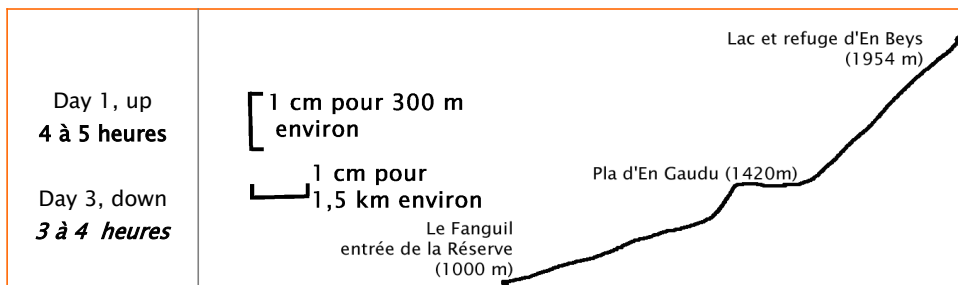 Day 1, up
4 à 5 heures
Day 3, down
3 à 4 heures
1 cm pour 300 m
environ
1 cm pour
1,5 km environ
Le Fanguil
entrée de la Réserve
(1000 m)
Pla d'En Gaudu (1420m)
Lac et refuge d'En Beys
(1954 m)